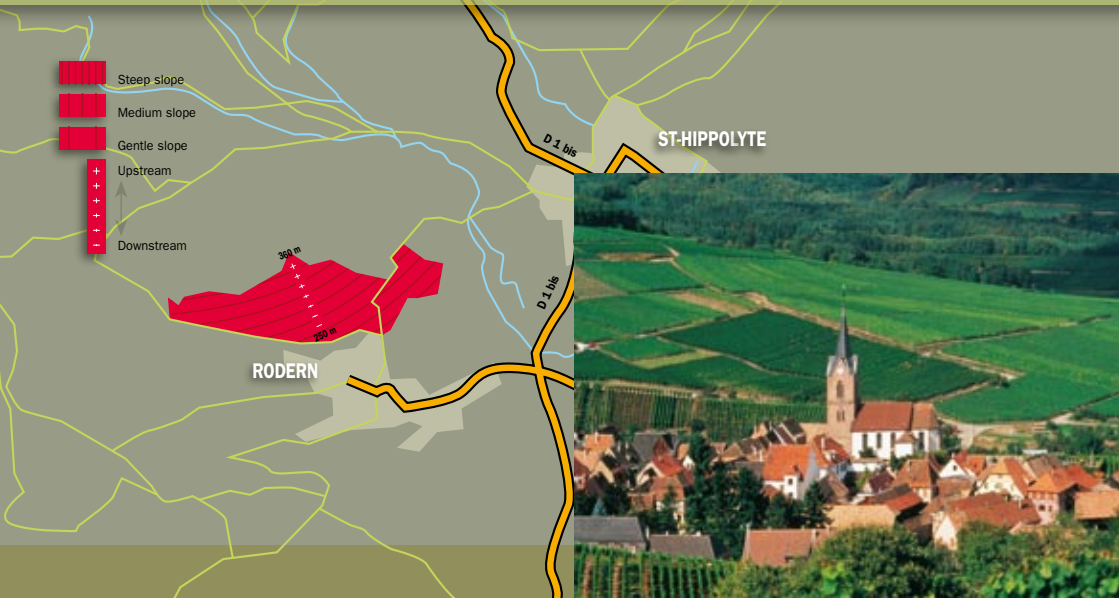 Steep slope
Medium slope
Gentle slope
Upstream
Downstream
D 1 bis
ST-HIPPOLYTE
360 m
250 m
D 1 bis
RODERN